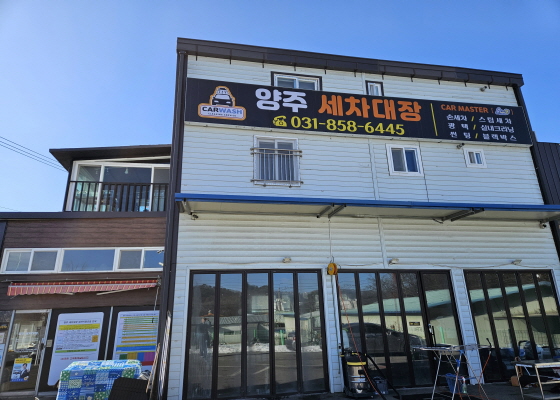 CARWASH
양주 세차대장
☎031-858-6445
CAR MASTER
손세차 / 스팀세차
광택 / 실내크리닝
썬팅 / 블랙박스